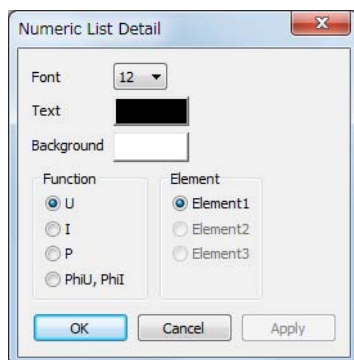 Numeric List Detail
Font 12
Text
Background
Function Element
U Element1
I Element2
P Element3
PhiU, PhiI
OK Cancel Apply